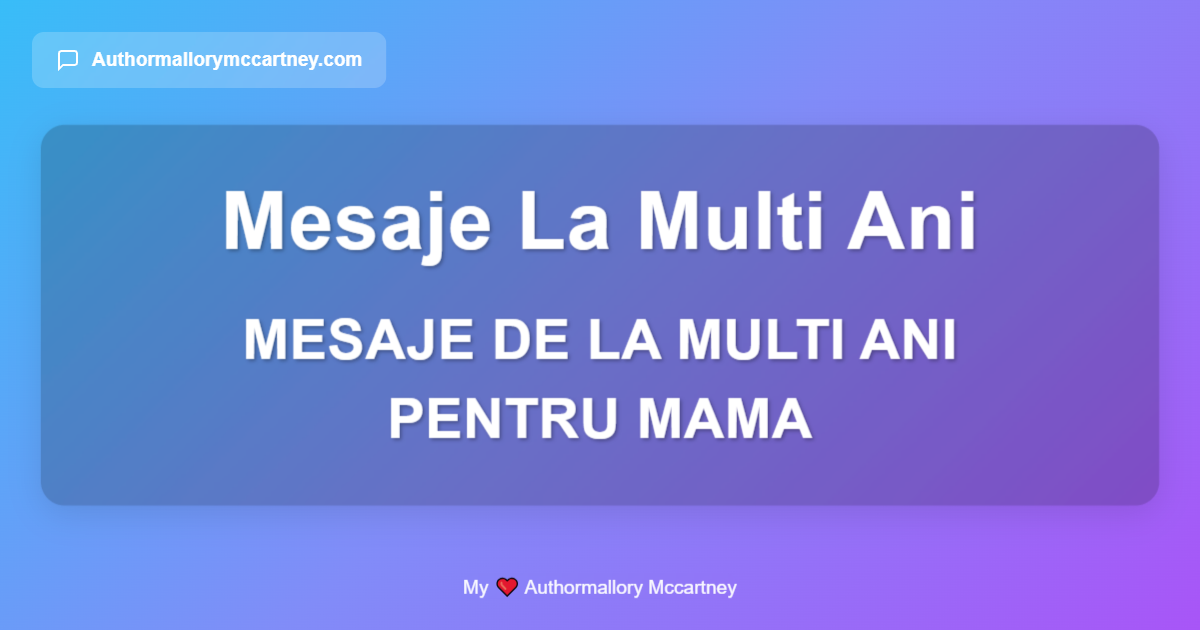 Authormallorymccartney.com
Mesaje La Multi Ani
MESAJE DE LA MULTI ANI
PENTRU MAMA
My ❤️ Authormallory Mccartney